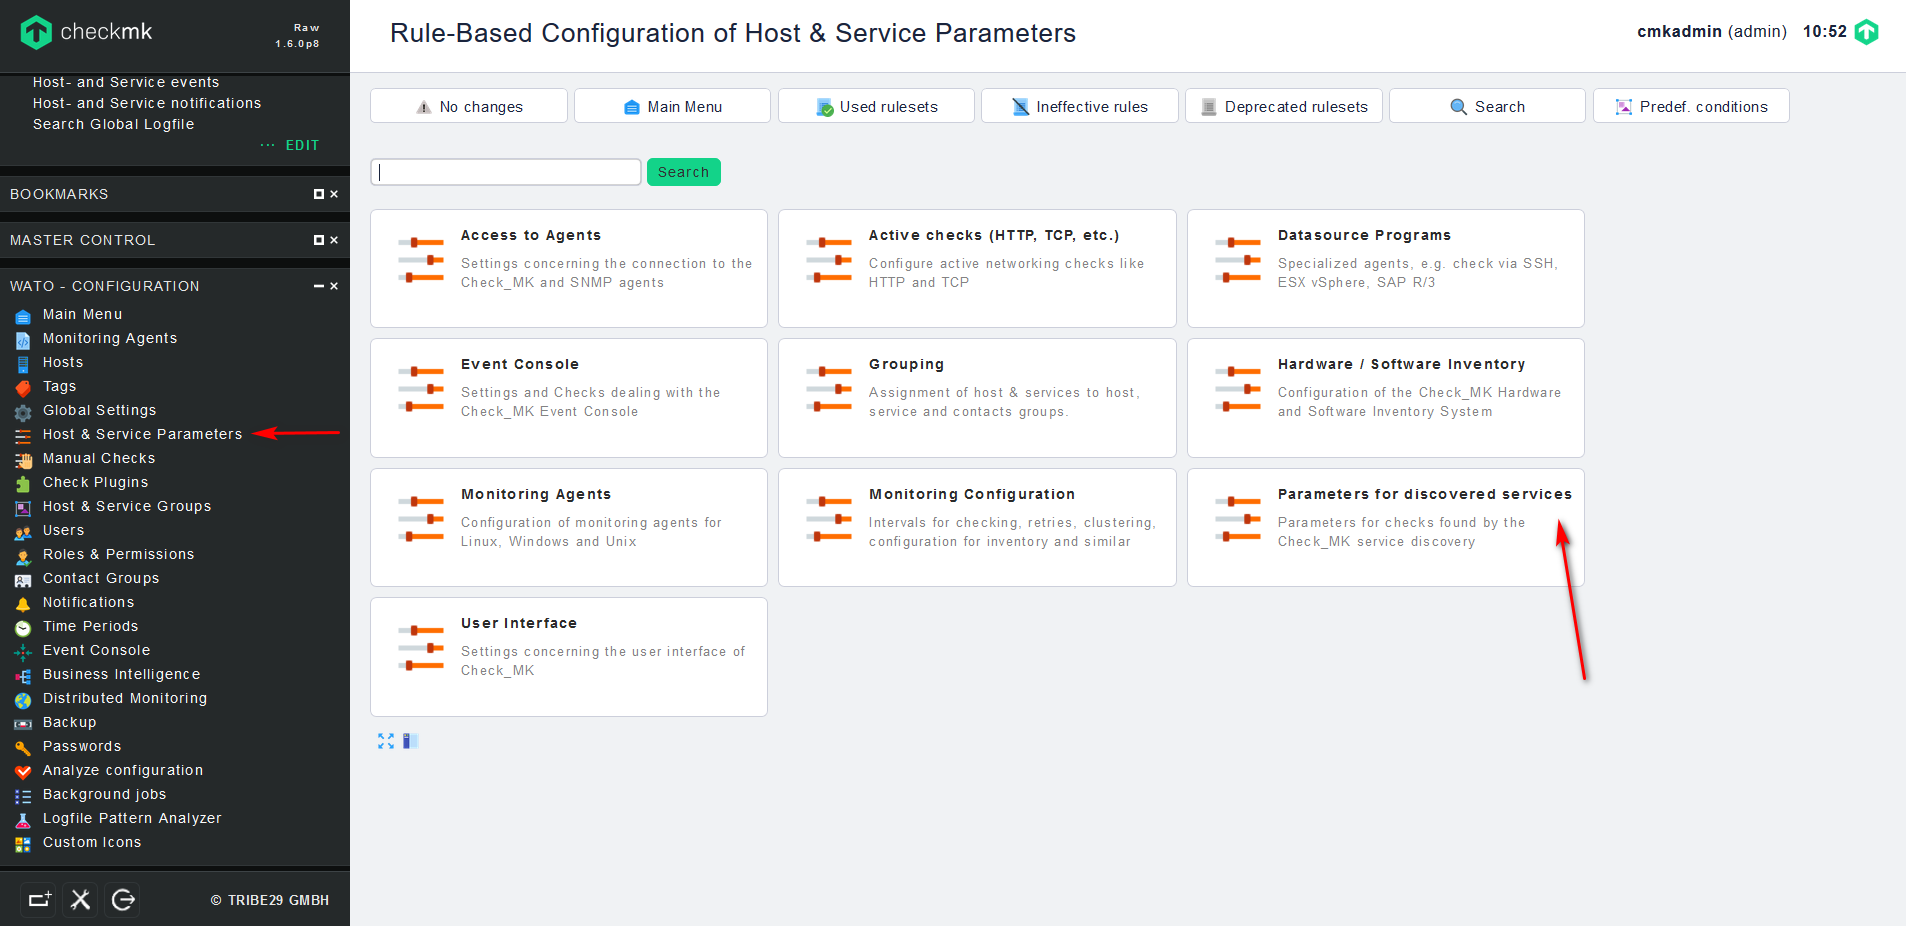 checkmk
Raw
1.6.0p8
Host- and Service events
Host- and Service notifications
Search Global Logfile
... EDIT
BOOKMARKS
MASTER CONTROL
WATO - CONFIGURATION
Main Menu
Monitoring Agents
Hosts
Tags
Global Settings
Host & Service Parameters
Manual Checks
Check Plugins
Host & Service Groups
Users
Roles & Permissions
Contact Groups
Notifications
Time Periods
Event Console
Business Intelligence
Distributed Monitoring
Backup
Passwords
Analyze configuration
Background jobs
Logfile Pattern Analyzer
Custom Icons
© TRIBE29 GMBH
Rule-Based Configuration of Host & Service Parameters
cmkadmin (admin) 10:52
No changes
Main Menu
Used rulesets
Ineffective rules
Deprecated rulesets
Search
Predef. conditions
Search
Access to Agents
Settings concerning the connection to the
Check_MK and SNMP agents
Active checks (HTTP, TCP, etc.)
Configure active networking checks like
HTTP and TCP
Datasource Programs
Specialized agents, e.g. check via SSH,
ESX vSphere, SAP R/3
Event Console
Settings and Checks dealing with the
Check_MK Event Console
Grouping
Assignment of host & services to host,
service and contacts groups.
Hardware / Software Inventory
Configuration of the Check_MK Hardware
and Software Inventory System
Monitoring Agents
Configuration of monitoring agents for
Linux, Windows and Unix
Monitoring Configuration
Intervals for checking, retries, clustering,
configuration for inventory and similar
Parameters for discovered services
Parameters for checks found by the
Check_MK service discovery
User Interface
Settings concerning the user interface of
Check_MK